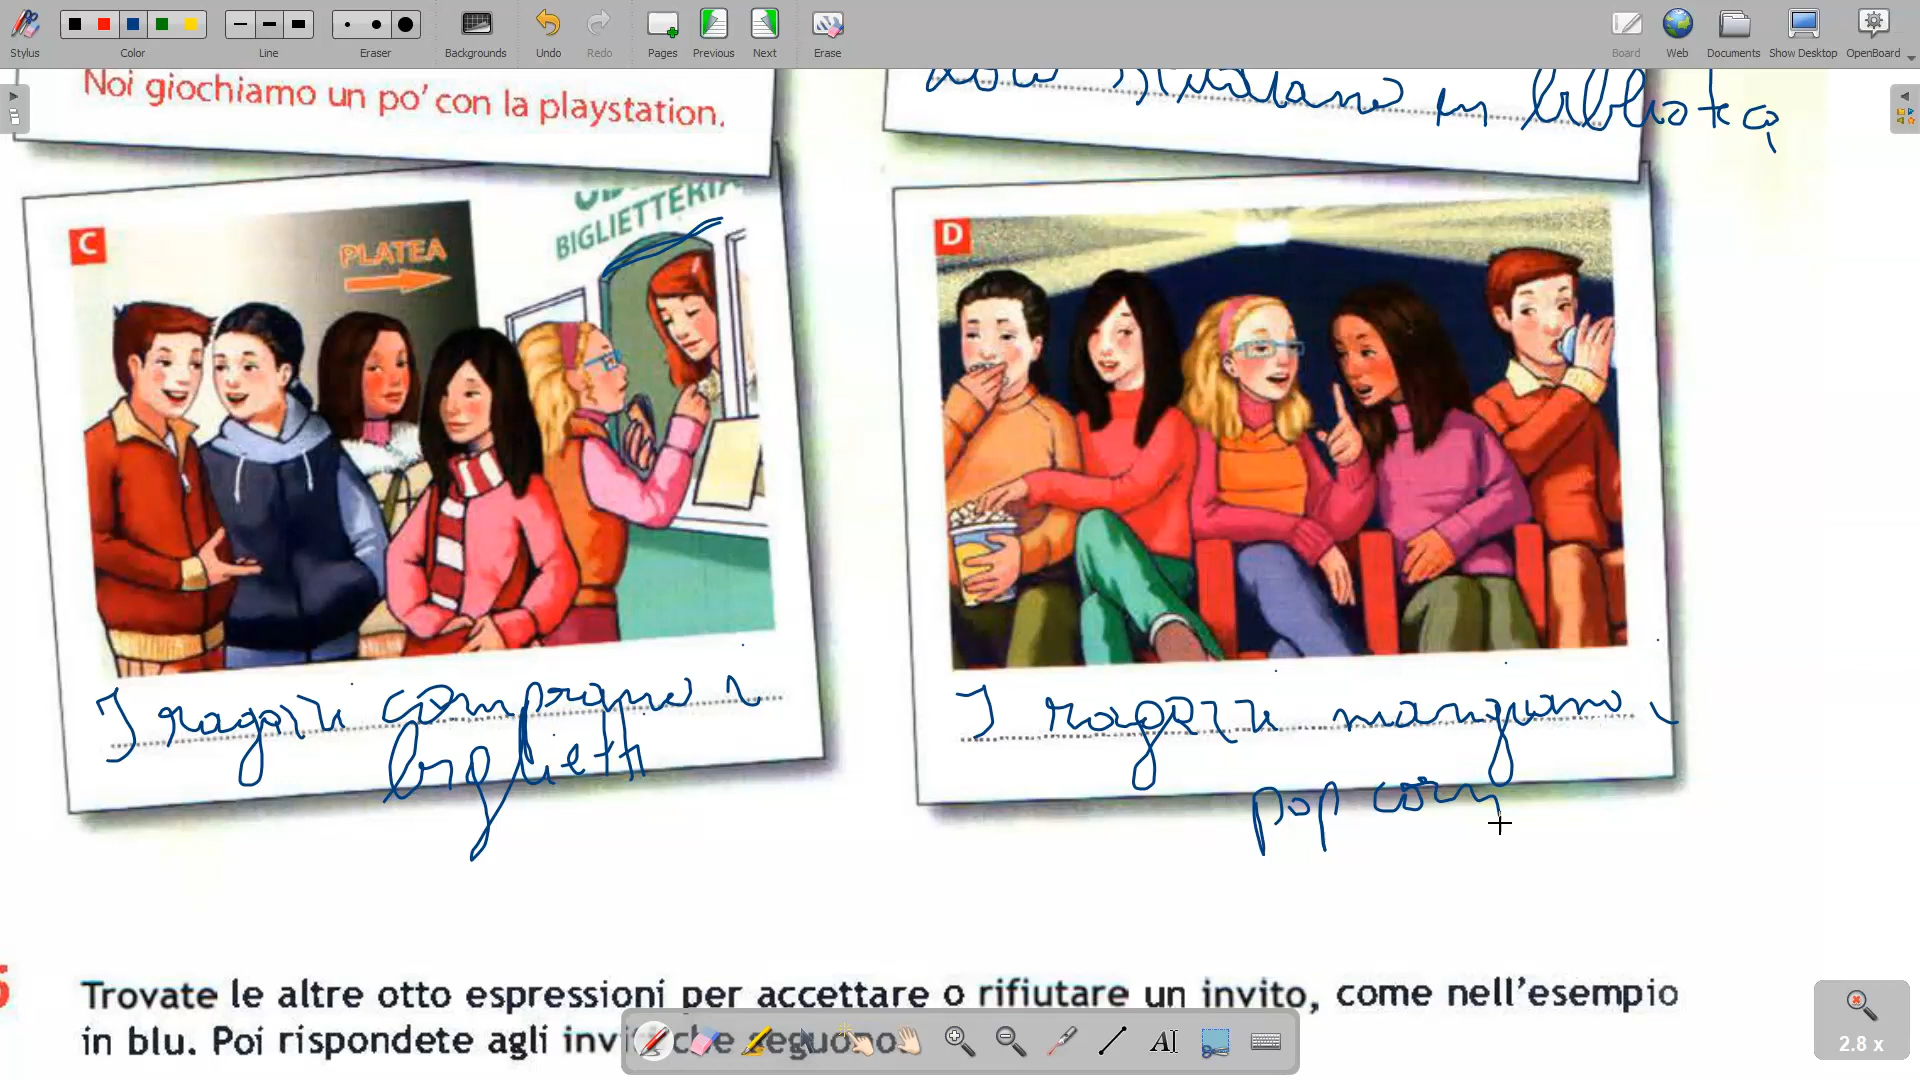 Stylus
Color
Line
Eraser
Backgrounds
Undo
Redo
Pages
Previous
Next
Erase
Board
Web
Documents
Show Desktop
OpenBoard
Noi giochiamo un po' con la playstation.
studiano in biblioteca
C
PLATEA
BIGLIETTERIA
I ragazzi comprano i
biglietti
D
I ragazzi mangiano i
pop corn
Trovate le altre otto espressioni per accettare o rifiutare un invito, come nell'esempio
in blu. Poi rispondete agli inviti che seguono.
2.8 x